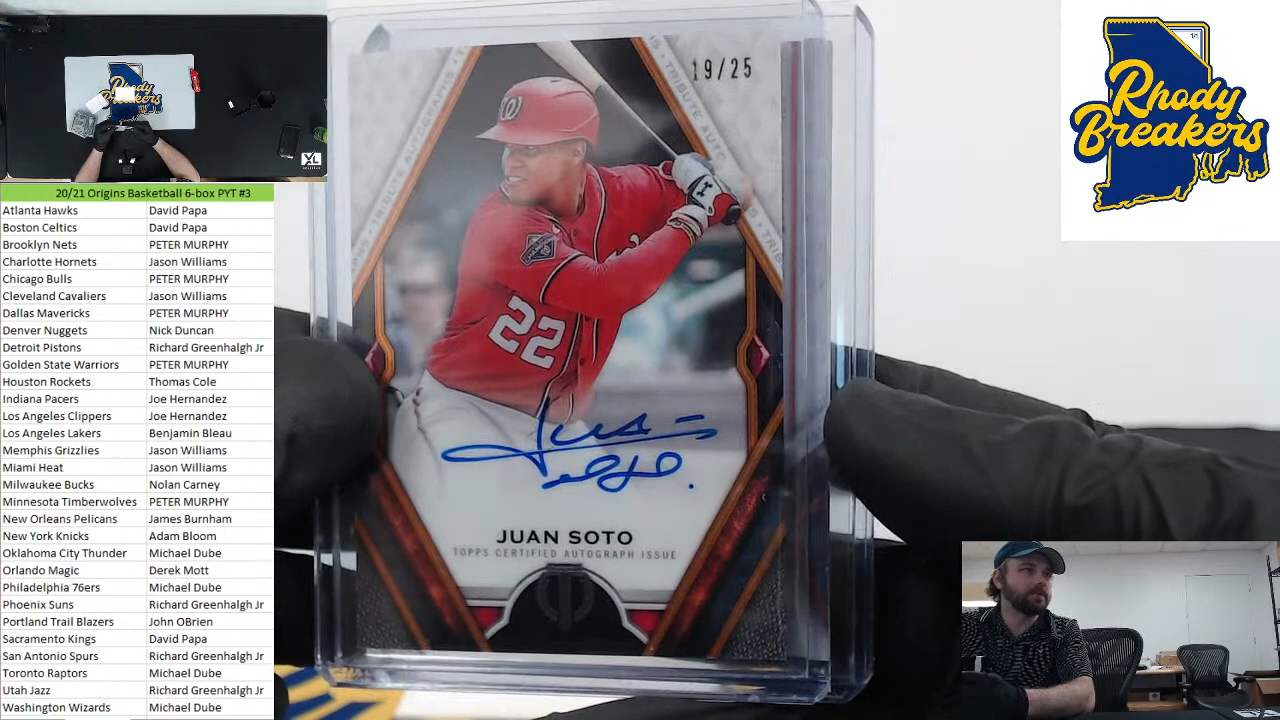 20/21 Origins Basketball 6-box PYT #3
Atlanta Hawks David Papa
Boston Celtics David Papa
Brooklyn Nets PETER MURPHY
Charlotte Hornets Jason Williams
Chicago Bulls PETER MURPHY
Cleveland Cavaliers Jason Williams
Dallas Mavericks PETER MURPHY
Denver Nuggets Nick Duncan
Detroit Pistons Richard Greenhalgh Jr
Golden State Warriors PETER MURPHY
Houston Rockets Thomas Cole
Indiana Pacers Joe Hernandez
Los Angeles Clippers Joe Hernandez
Los Angeles Lakers Benjamin Bleau
Memphis Grizzlies Jason Williams
Miami Heat Jason Williams
Milwaukee Bucks Nolan Carney
Minnesota Timberwolves PETER MURPHY
New Orleans Pelicans James Burnham
New York Knicks Adam Bloom
Oklahoma City Thunder Michael Dube
Orlando Magic Derek Mott
Philadelphia 76ers Michael Dube
Phoenix Suns Richard Greenhalgh Jr
Portland Trail Blazers John OBrien
Sacramento Kings David Papa
San Antonio Spurs Richard Greenhalgh Jr
Toronto Raptors Michael Dube
Utah Jazz Richard Greenhalgh Jr
Washington Wizards Michael Dube
Rhody
Breakers
XL
19/25
W
22
JUAN SOTO
TOPPS CERTIFIED AUTOGRAPH ISSUE
1/1
Rhody
Breakers